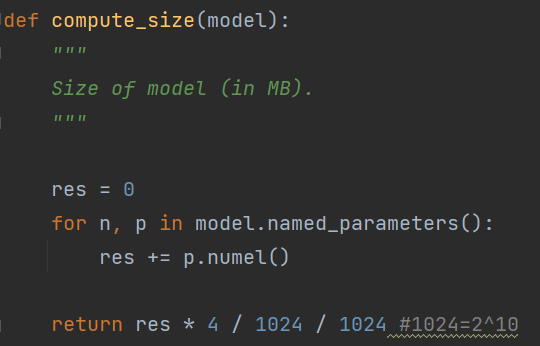 def compute_size(model):
    """
    Size of model (in MB).
    """
    res = 0
    for n, p in model.named_parameters():
        res += p.numel()
    return res * 4 / 1024 / 1024 #1024=2^10